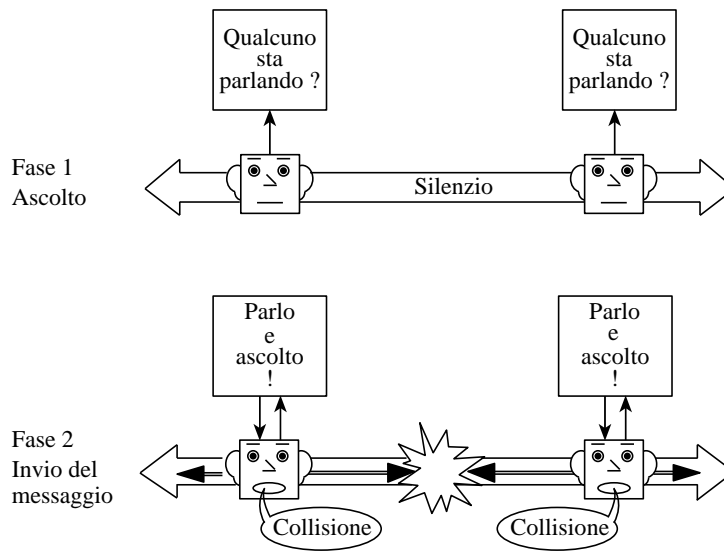 Qualcuno
sta
parlando ?
Qualcuno
sta
parlando ?
Fase 1
Ascolto
Silenzio
Parlo
e
ascolto
!
Parlo
e
ascolto
!
Fase 2
Invio del
messaggio
Collisione
Collisione